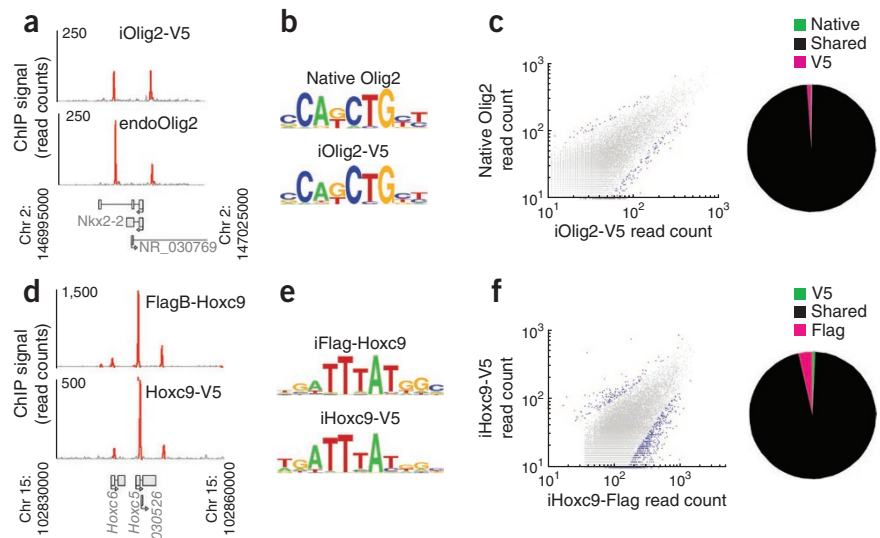 a
250
iOlig2-V5
250
endoOlig2
ChIP signal
(read counts)
Chr 2:
146995000
Nkx2-2
NR_030769
Chr 2:
147025000
b
Native Olig2
CCAGCTG
iOlig2-V5
CCAGCTG
c
Native Olig2
read count
10³
10²
10¹
10¹
10²
10³
iOlig2-V5 read count
Native
Shared
V5
d
1,500
FlagB-Hoxc9
500
Hoxc9-V5
ChIP signal
(read counts)
Chr 15:
102830000
Hoxc6
Hoxc5
030526
Chr 15:
102860000
e
iFlag-Hoxc9
GATTTATGGC
iHoxc9-V5
GATTTATGG
f
iHoxc9-V5
read count
10³
10²
10¹
10¹
10²
10³
iHoxc9-Flag read count
V5
Shared
Flag